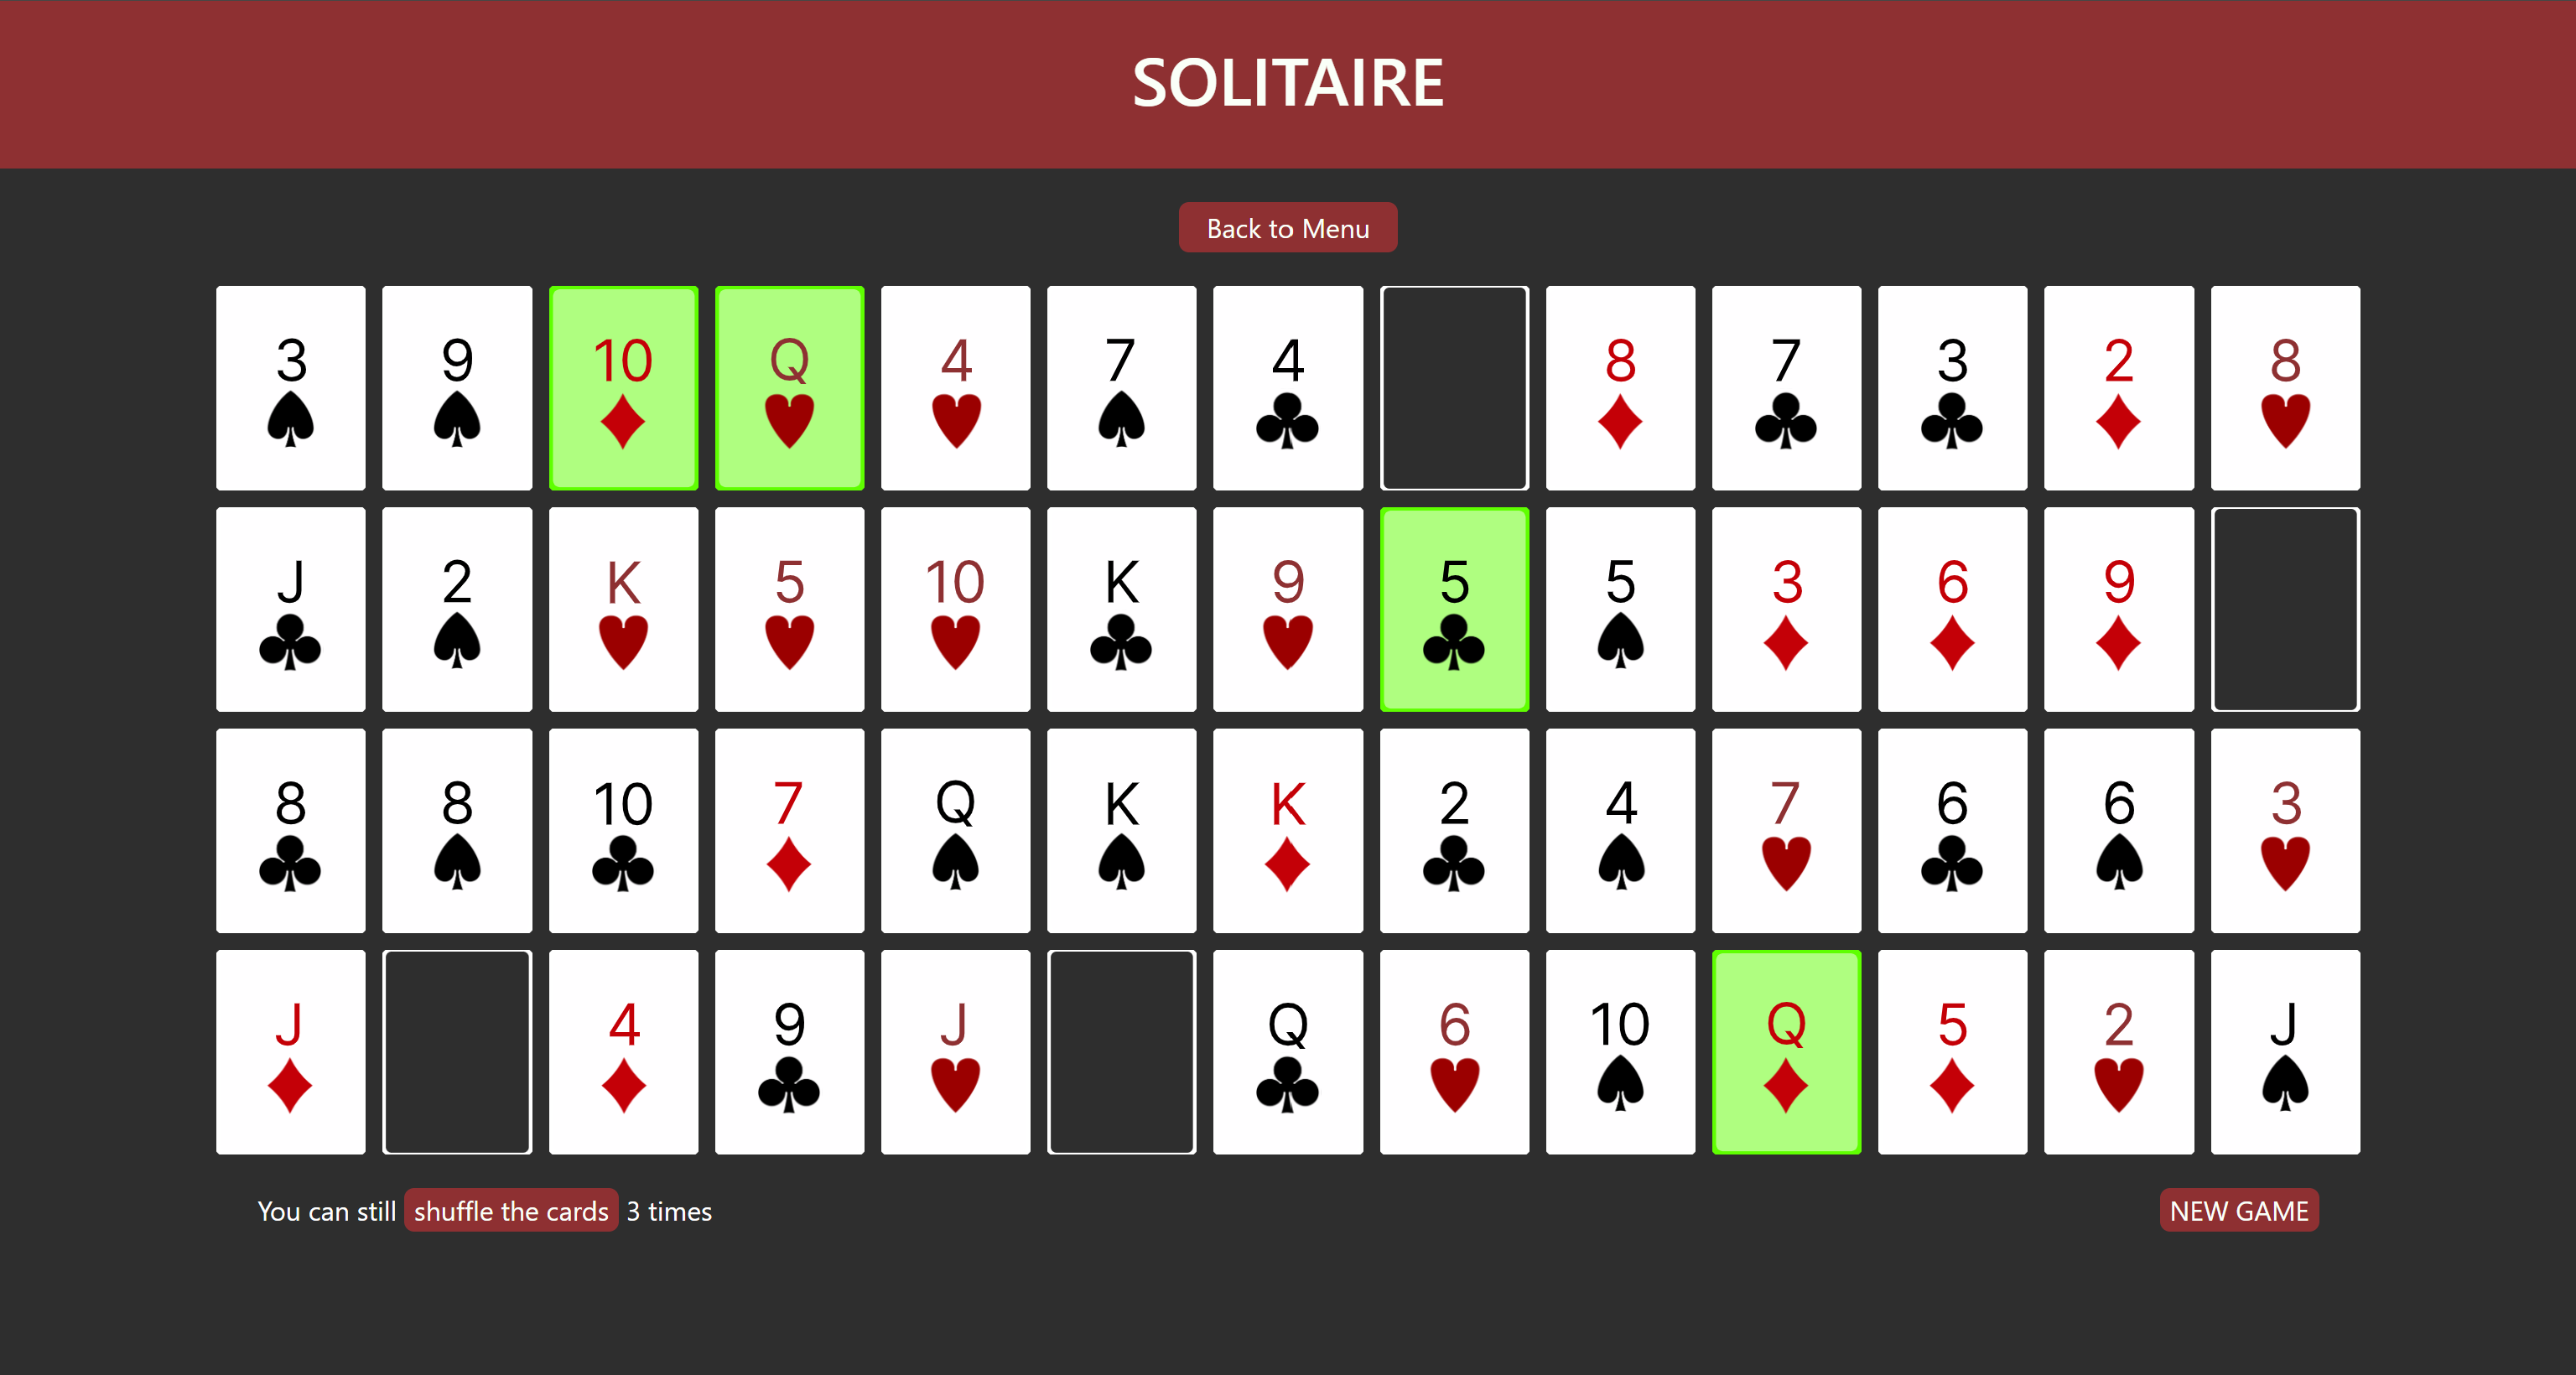 SOLITAIRE
Back to Menu
3 9 10 Q 4 7 4 8 7 3 2 8
J 2 K 5 10 K 9 5 5 3 6 9
8 8 10 7 Q K K 2 4 7 6 6 3
J 4 9 J Q 6 10 Q 5 2 J
You can still shuffle the cards 3 times
NEW GAME